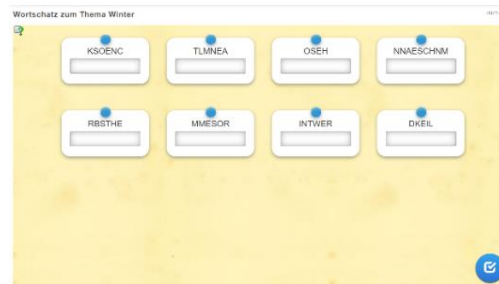 Wortschatz zum Thema Winter
KSOENC TLMNEA OSEH NNAESCHNM
RBSTHE MMESOR INTWER DKEIL